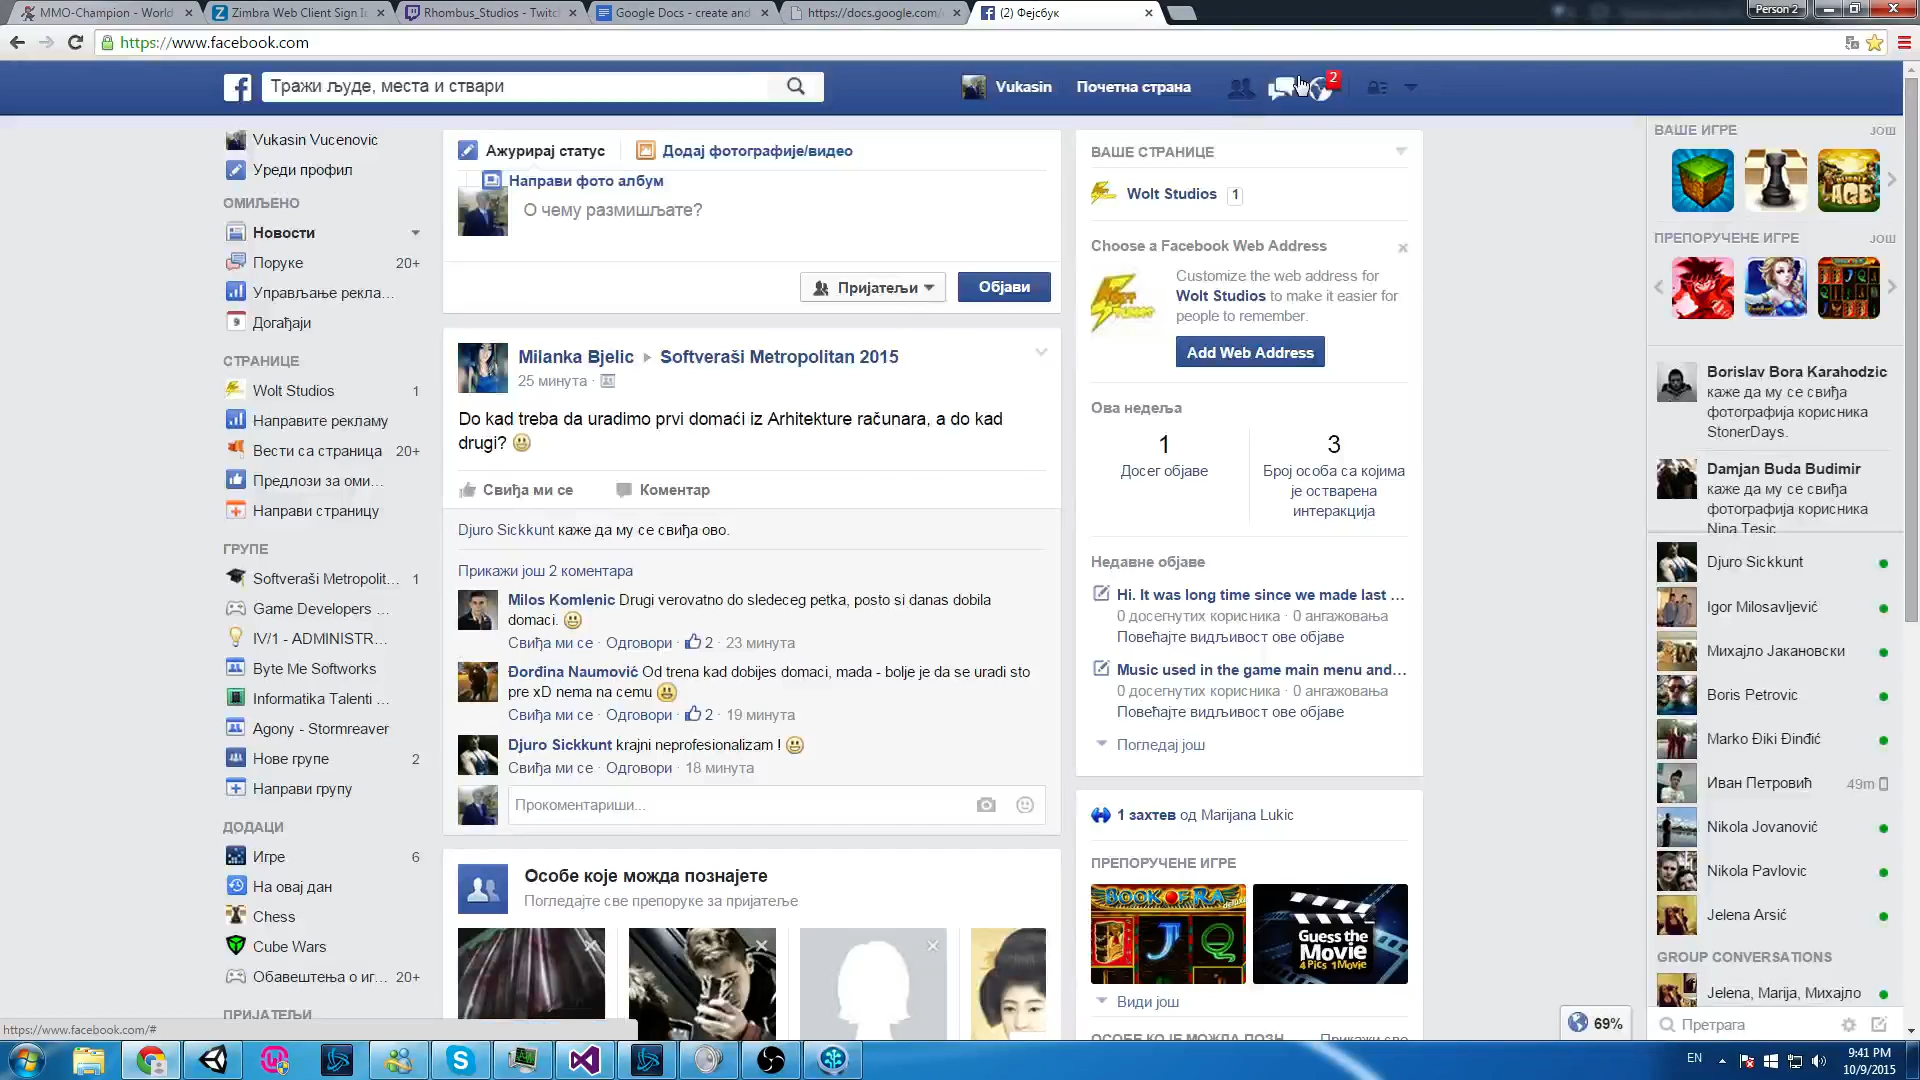 MMO-Champion - World
Zimbra Web Client Sign I
Rhombus_Studios - Twitch
Google Docs - create and
https://docs.google.com/
(2) Фејсбук
Person 2
https://www.facebook.com
Тражи људе, места и ствари
Vukasin
Почетна страна
2
Vukasin Vucenovic
Уреди профил
ОМИЉЕНО
Новости
Поруке 20+
Управљање рекла...
9 Догађаји
СТРАНИЦЕ
Wolt Studios 1
Направите рекламу
Вести са страница 20+
Предлози за оми...
Направи страницу
ГРУПЕ
Softveraši Metropolit... 1
Game Developers ...
IV/1 - ADMINISTR...
Byte Me Softworks
Informatika Talenti ...
Agony - Stormreaver
Нове групе 2
Направи групу
ДОДАЦИ
Игре 6
На овај дан
Chess
Cube Wars
Обавештења о иг... 20+
ПРИЈАТЕЉИ
https://www.facebook.com/#
Ажурирај статус
Додај фотографије/видео
Направи фото албум
О чему размишљате?
Пријатељи
Објави
Milanka Bjelic ▸ Softveraši Metropolitan 2015
25 минута ·
Do kad treba da uradimo prvi domaći iz Arhitekture računara, a do kad
drugi?
Свиђа ми се Коментар
Djuro Sickkunt каже да му се свиђа ово.
Прикажи још 2 коментара
Milos Komlenic Drugi verovatno do sledeceg petka, posto si danas dobila
domaci.
Свиђа ми се · Одговори · 2 · 23 минута
Đorđina Naumović Od trena kad dobijes domaci, mada - bolje je da se uradi sto
pre xD nema na cemu
Свиђа ми се · Одговори · 2 · 19 минута
Djuro Sickkunt krajni neprofesionalizam !
Свиђа ми се · Одговори · 18 минута
Прокоментариши...
Особе које можда познајете
Погледајте све препоруке за пријатеље
ВАШЕ СТРАНИЦЕ
Wolt Studios 1
Choose a Facebook Web Address
Customize the web address for
Wolt Studios to make it easier for
people to remember.
Add Web Address
Ова недеља
1
Досег објаве
3
Број особа са којима
је остварена
интеракција
Недавне објаве
Hi. It was long time since we made last ...
0 досегнутих корисника · 0 ангажовања
Повећајте видљивост ове објаве
Music used in the game main menu and...
0 досегнутих корисника · 0 ангажовања
Повећајте видљивост ове објаве
Погледај још
1 захтев од Marijana Lukic
ПРЕПОРУЧЕНЕ ИГРЕ
BOOK OF RA
deluxe
Guess the
Movie
4 Pics 1 Movie
Види још
ОСОБЕ КОЈЕ МОЖДА ПОЗН... Прикажи све
ВАШЕ ИГРЕ ЈОШ
AGE
ПРЕПОРУЧЕНЕ ИГРЕ ЈОШ
Borislav Bora Karahodzic
каже да му се свиђа
фотографија корисника
StonerDays.
Damjan Buda Budimir
каже да му се свиђа
фотографија корисника
Nina Tesic
Djuro Sickkunt
Igor Milosavljević
Михајло Јакановски
Boris Petrovic
Marko Điki Đinđić
Иван Петровић 49m
Nikola Jovanović
Nikola Pavlovic
Jelena Arsić
GROUP CONVERSATIONS
Jelena, Marija, Михајло
Претрага
69%
EN
9:41 PM
10/9/2015